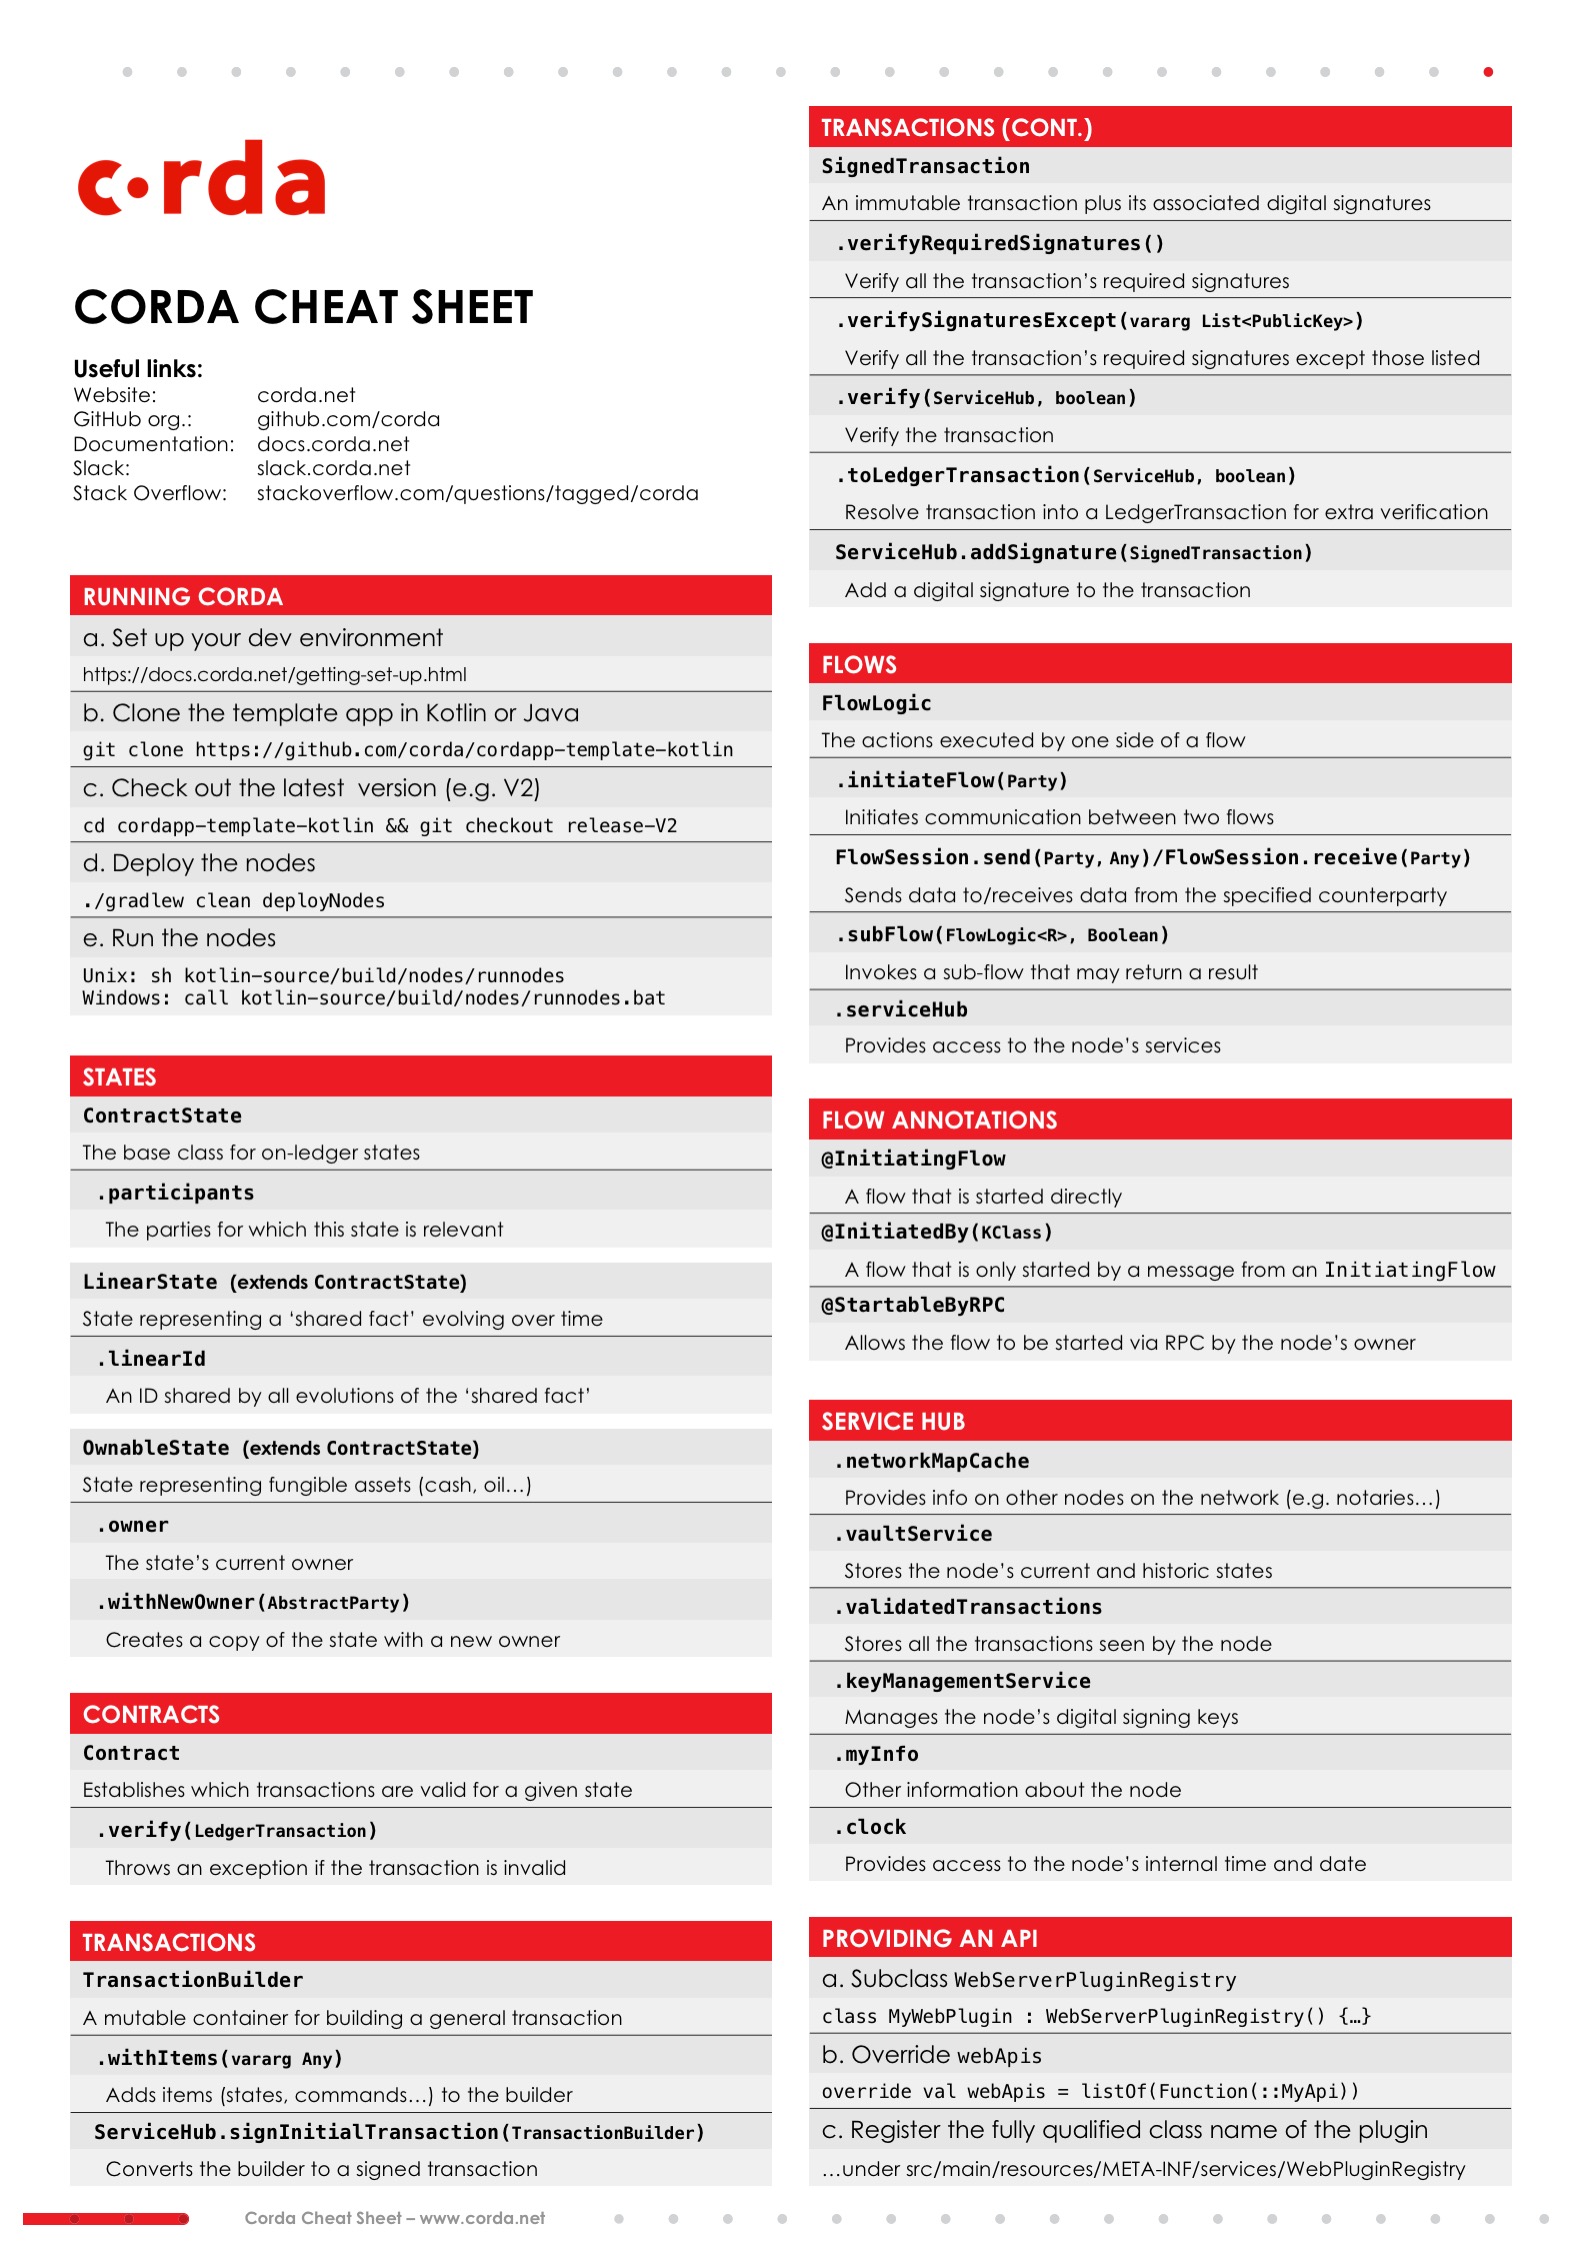 c•rda
CORDA CHEAT SHEET
Useful links:
Website: corda.net
GitHub org.: github.com/corda
Documentation: docs.corda.net
Slack: slack.corda.net
Stack Overflow: stackoverflow.com/questions/tagged/corda
RUNNING CORDA
a. Set up your dev environment
https://docs.corda.net/getting-set-up.html
b. Clone the template app in Kotlin or Java
git clone https://github.com/corda/cordapp-template-kotlin
c. Check out the latest  version (e.g. V2)
cd cordapp-template-kotlin && git checkout release-V2
d. Deploy the nodes
./gradlew clean deployNodes
e. Run the nodes
Unix: sh kotlin-source/build/nodes/runnodes
Windows: call kotlin-source/build/nodes/runnodes.bat
STATES
ContractState
The base class for on-ledger states
.participants
The parties for which this state is relevant
LinearState (extends ContractState)
State representing a ‘shared fact’ evolving over time
.linearId
An ID shared by all evolutions of the ‘shared fact’
OwnableState (extends ContractState)
State representing fungible assets (cash, oil…)
.owner
The state’s current owner
.withNewOwner(AbstractParty)
Creates a copy of the state with a new owner
CONTRACTS
Contract
Establishes which transactions are valid for a given state
.verify(LedgerTransaction)
Throws an exception if the transaction is invalid
TRANSACTIONS
TransactionBuilder
A mutable container for building a general transaction
.withItems(vararg Any)
Adds items (states, commands…) to the builder
ServiceHub.signInitialTransaction(TransactionBuilder)
Converts the builder to a signed transaction
TRANSACTIONS (CONT.)
SignedTransaction
An immutable transaction plus its associated digital signatures
.verifyRequiredSignatures()
Verify all the transaction’s required signatures
.verifySignaturesExcept(vararg List<PublicKey>)
Verify all the transaction’s required signatures except those listed
.verify(ServiceHub, boolean)
Verify the transaction
.toLedgerTransaction(ServiceHub, boolean)
Resolve transaction into a LedgerTransaction for extra verification
ServiceHub.addSignature(SignedTransaction)
Add a digital signature to the transaction
FLOWS
FlowLogic
The actions executed by one side of a flow
.initiateFlow(Party)
Initiates communication between two flows
FlowSession.send(Party, Any)/FlowSession.receive(Party)
Sends data to/receives data from the specified counterparty
.subFlow(FlowLogic<R>, Boolean)
Invokes a sub-flow that may return a result
.serviceHub
Provides access to the node’s services
FLOW ANNOTATIONS
@InitiatingFlow
A flow that is started directly
@InitiatedBy(KClass)
A flow that is only started by a message from an InitiatingFlow
@StartableByRPC
Allows the flow to be started via RPC by the node’s owner
SERVICE HUB
.networkMapCache
Provides info on other nodes on the network (e.g. notaries…)
.vaultService
Stores the node’s current and historic states
.validatedTransactions
Stores all the transactions seen by the node
.keyManagementService
Manages the node’s digital signing keys
.myInfo
Other information about the node
.clock
Provides access to the node’s internal time and date
PROVIDING AN API
a. Subclass WebServerPluginRegistry
class MyWebPlugin : WebServerPluginRegistry() {…}
b. Override webApis
override val webApis = listOf(Function(::MyApi))
c. Register the fully qualified class name of the plugin
…under src/main/resources/META-INF/services/WebPluginRegistry
Corda Cheat Sheet – www.corda.net